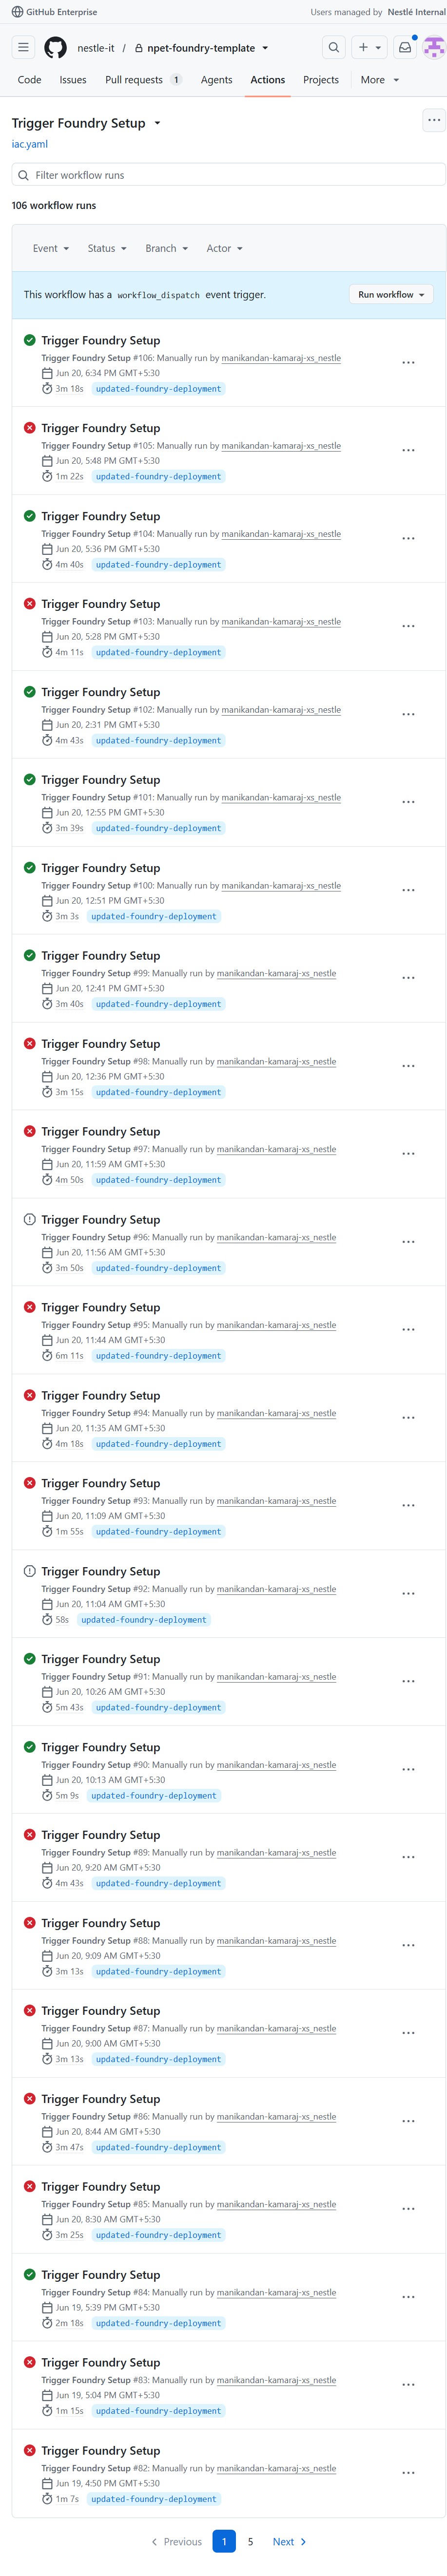 GitHub Enterprise
Users managed by Nestlé Internal
nestle-it / npet-foundry-template
Code Issues Pull requests 1 Agents Actions Projects More
Trigger Foundry Setup
iac.yaml
Filter workflow runs
106 workflow runs
Event Status Branch Actor
This workflow has a workflow_dispatch event trigger.
Run workflow
Trigger Foundry Setup
Trigger Foundry Setup #106: Manually run by manikandan-kamaraj-xs_nestle
Jun 20, 6:34 PM GMT+5:30
3m 18s updated-foundry-deployment
Trigger Foundry Setup
Trigger Foundry Setup #105: Manually run by manikandan-kamaraj-xs_nestle
Jun 20, 5:48 PM GMT+5:30
1m 22s updated-foundry-deployment
Trigger Foundry Setup
Trigger Foundry Setup #104: Manually run by manikandan-kamaraj-xs_nestle
Jun 20, 5:36 PM GMT+5:30
4m 40s updated-foundry-deployment
Trigger Foundry Setup
Trigger Foundry Setup #103: Manually run by manikandan-kamaraj-xs_nestle
Jun 20, 5:28 PM GMT+5:30
4m 11s updated-foundry-deployment
Trigger Foundry Setup
Trigger Foundry Setup #102: Manually run by manikandan-kamaraj-xs_nestle
Jun 20, 2:31 PM GMT+5:30
4m 43s updated-foundry-deployment
Trigger Foundry Setup
Trigger Foundry Setup #101: Manually run by manikandan-kamaraj-xs_nestle
Jun 20, 12:55 PM GMT+5:30
3m 39s updated-foundry-deployment
Trigger Foundry Setup
Trigger Foundry Setup #100: Manually run by manikandan-kamaraj-xs_nestle
Jun 20, 12:51 PM GMT+5:30
3m 3s updated-foundry-deployment
Trigger Foundry Setup
Trigger Foundry Setup #99: Manually run by manikandan-kamaraj-xs_nestle
Jun 20, 12:41 PM GMT+5:30
3m 40s updated-foundry-deployment
Trigger Foundry Setup
Trigger Foundry Setup #98: Manually run by manikandan-kamaraj-xs_nestle
Jun 20, 12:36 PM GMT+5:30
3m 15s updated-foundry-deployment
Trigger Foundry Setup
Trigger Foundry Setup #97: Manually run by manikandan-kamaraj-xs_nestle
Jun 20, 11:59 AM GMT+5:30
4m 50s updated-foundry-deployment
Trigger Foundry Setup
Trigger Foundry Setup #96: Manually run by manikandan-kamaraj-xs_nestle
Jun 20, 11:56 AM GMT+5:30
3m 50s updated-foundry-deployment
Trigger Foundry Setup
Trigger Foundry Setup #95: Manually run by manikandan-kamaraj-xs_nestle
Jun 20, 11:44 AM GMT+5:30
6m 11s updated-foundry-deployment
Trigger Foundry Setup
Trigger Foundry Setup #94: Manually run by manikandan-kamaraj-xs_nestle
Jun 20, 11:35 AM GMT+5:30
4m 18s updated-foundry-deployment
Trigger Foundry Setup
Trigger Foundry Setup #93: Manually run by manikandan-kamaraj-xs_nestle
Jun 20, 11:09 AM GMT+5:30
1m 55s updated-foundry-deployment
Trigger Foundry Setup
Trigger Foundry Setup #92: Manually run by manikandan-kamaraj-xs_nestle
Jun 20, 11:04 AM GMT+5:30
58s updated-foundry-deployment
Trigger Foundry Setup
Trigger Foundry Setup #91: Manually run by manikandan-kamaraj-xs_nestle
Jun 20, 10:26 AM GMT+5:30
5m 43s updated-foundry-deployment
Trigger Foundry Setup
Trigger Foundry Setup #90: Manually run by manikandan-kamaraj-xs_nestle
Jun 20, 10:13 AM GMT+5:30
5m 9s updated-foundry-deployment
Trigger Foundry Setup
Trigger Foundry Setup #89: Manually run by manikandan-kamaraj-xs_nestle
Jun 20, 9:20 AM GMT+5:30
4m 43s updated-foundry-deployment
Trigger Foundry Setup
Trigger Foundry Setup #88: Manually run by manikandan-kamaraj-xs_nestle
Jun 20, 9:09 AM GMT+5:30
3m 13s updated-foundry-deployment
Trigger Foundry Setup
Trigger Foundry Setup #87: Manually run by manikandan-kamaraj-xs_nestle
Jun 20, 9:00 AM GMT+5:30
3m 13s updated-foundry-deployment
Trigger Foundry Setup
Trigger Foundry Setup #86: Manually run by manikandan-kamaraj-xs_nestle
Jun 20, 8:44 AM GMT+5:30
3m 47s updated-foundry-deployment
Trigger Foundry Setup
Trigger Foundry Setup #85: Manually run by manikandan-kamaraj-xs_nestle
Jun 20, 8:30 AM GMT+5:30
3m 25s updated-foundry-deployment
Trigger Foundry Setup
Trigger Foundry Setup #84: Manually run by manikandan-kamaraj-xs_nestle
Jun 19, 5:39 PM GMT+5:30
2m 18s updated-foundry-deployment
Trigger Foundry Setup
Trigger Foundry Setup #83: Manually run by manikandan-kamaraj-xs_nestle
Jun 19, 5:04 PM GMT+5:30
1m 15s updated-foundry-deployment
Trigger Foundry Setup
Trigger Foundry Setup #82: Manually run by manikandan-kamaraj-xs_nestle
Jun 19, 4:50 PM GMT+5:30
1m 7s updated-foundry-deployment
Previous 1 5 Next